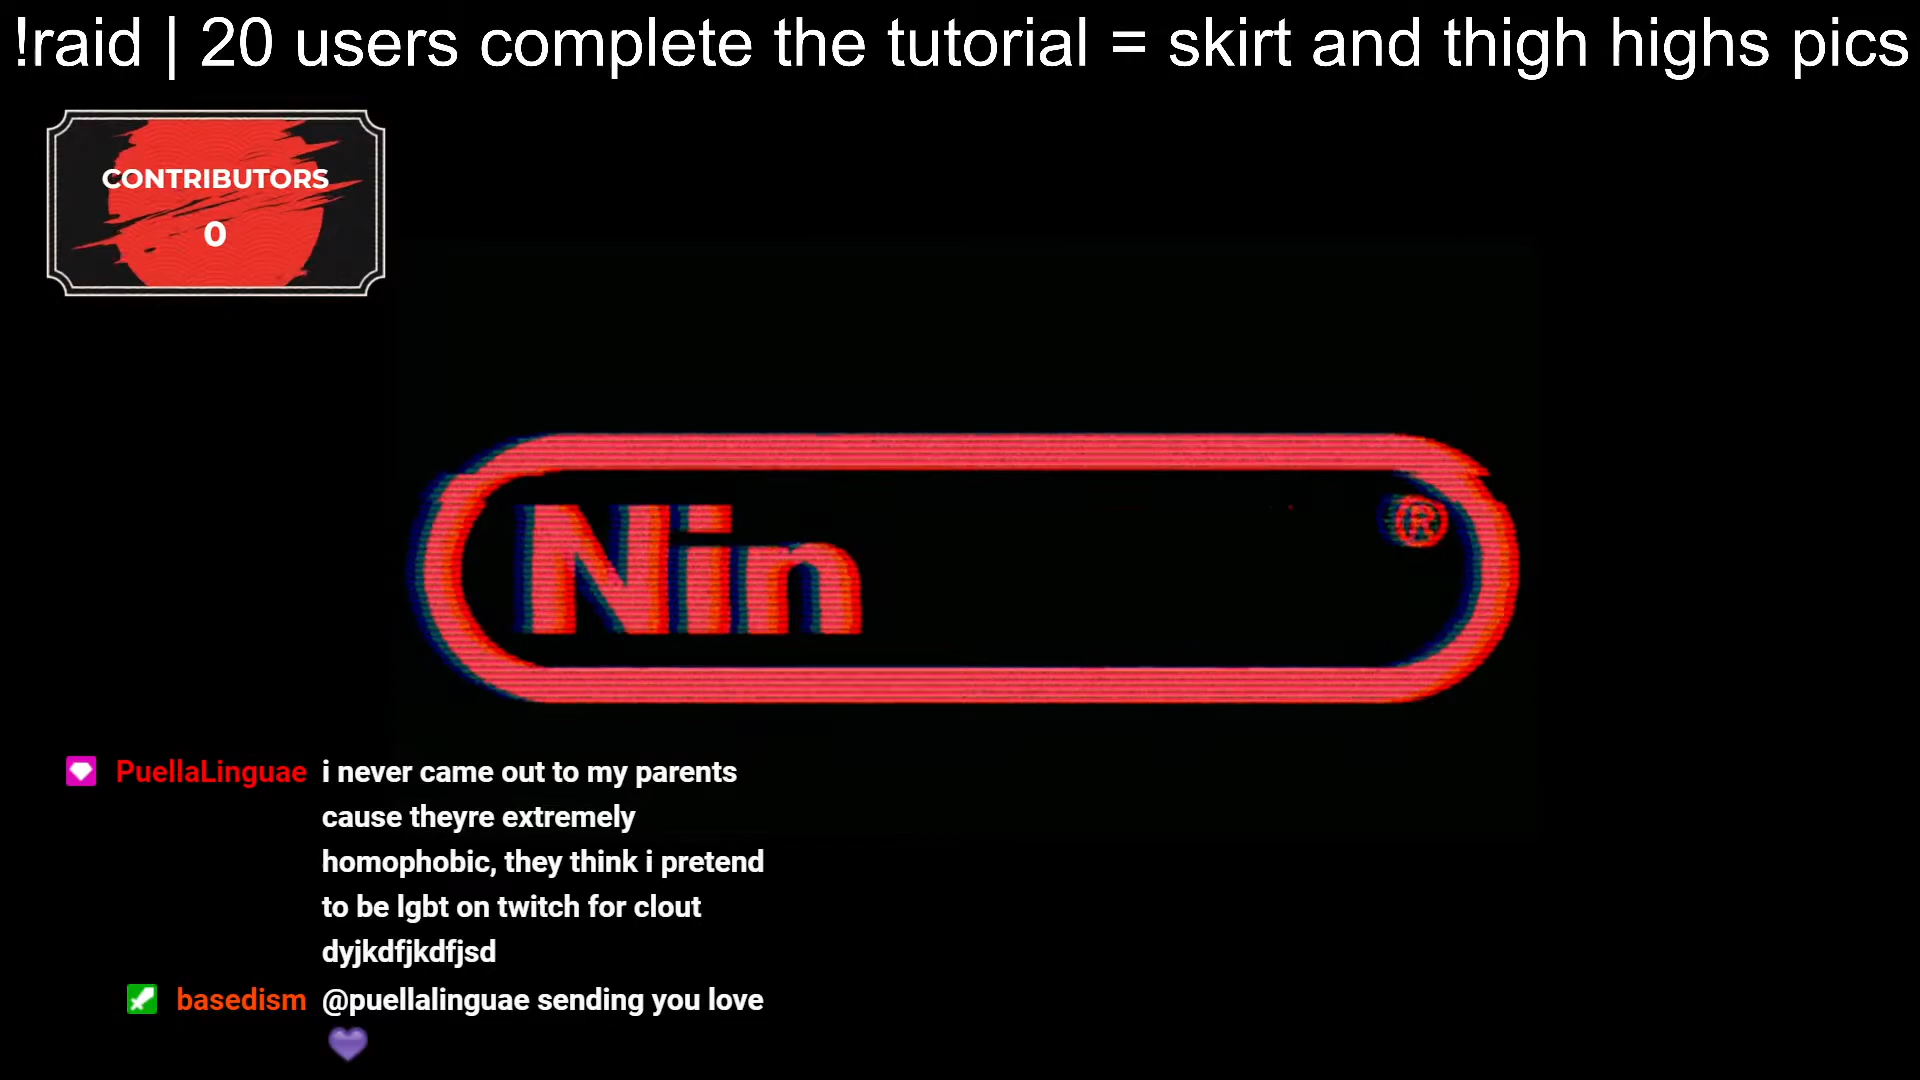 !raid | 20 users complete the tutorial = skirt and thigh highs pics
CONTRIBUTORS
0
Nin
®
PuellaLinguae i never came out to my parents
cause theyre extremely
homophobic, they think i pretend
to be lgbt on twitch for clout
dyjkdfjkdfjsd
basedism @puellalinguae sending you love
💜